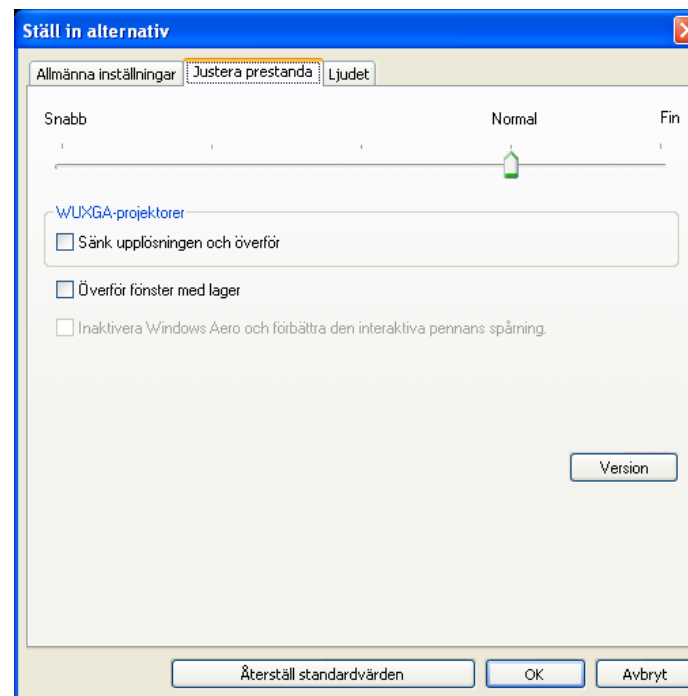 Ställ in alternativ
Allmänna inställningar Justera prestanda Ljudet
Snabb Normal Fin
WUXGA-projektorer
Sänk upplösningen och överför
Överför fönster med lager
Inaktivera Windows Aero och förbättra den interaktiva pennans spårning.
Version
Återställ standardvärden OK Avbryt